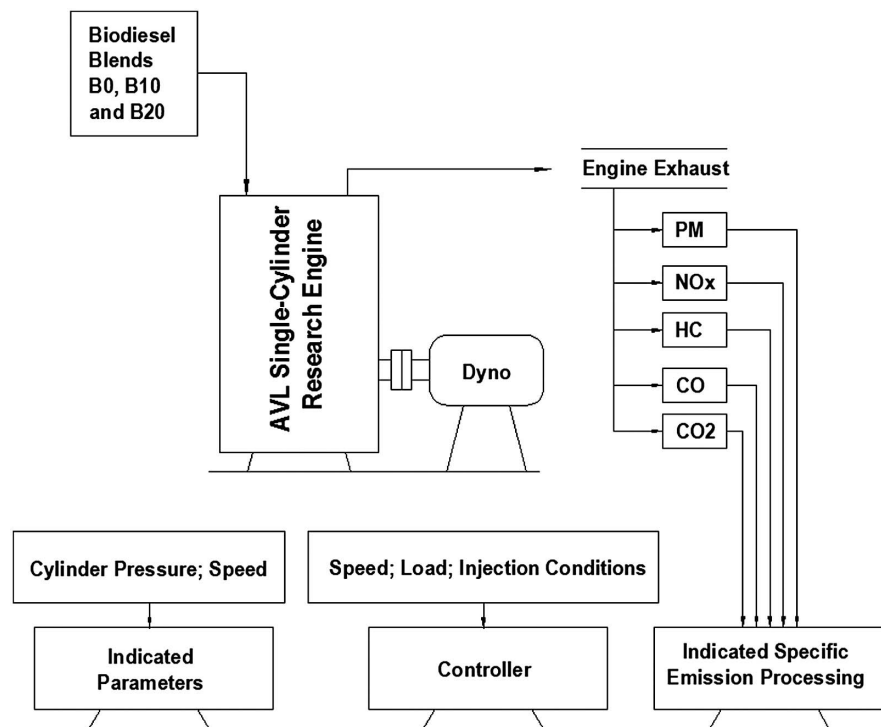 Biodiesel
Blends
B0, B10
and B20
Engine Exhaust
PM
NOx
HC
CO
CO2
AVL Single-Cylinder
Research Engine
Dyno
Cylinder Pressure; Speed
Speed; Load; Injection Conditions
Indicated
Parameters
Controller
Indicated Specific
Emission Processing